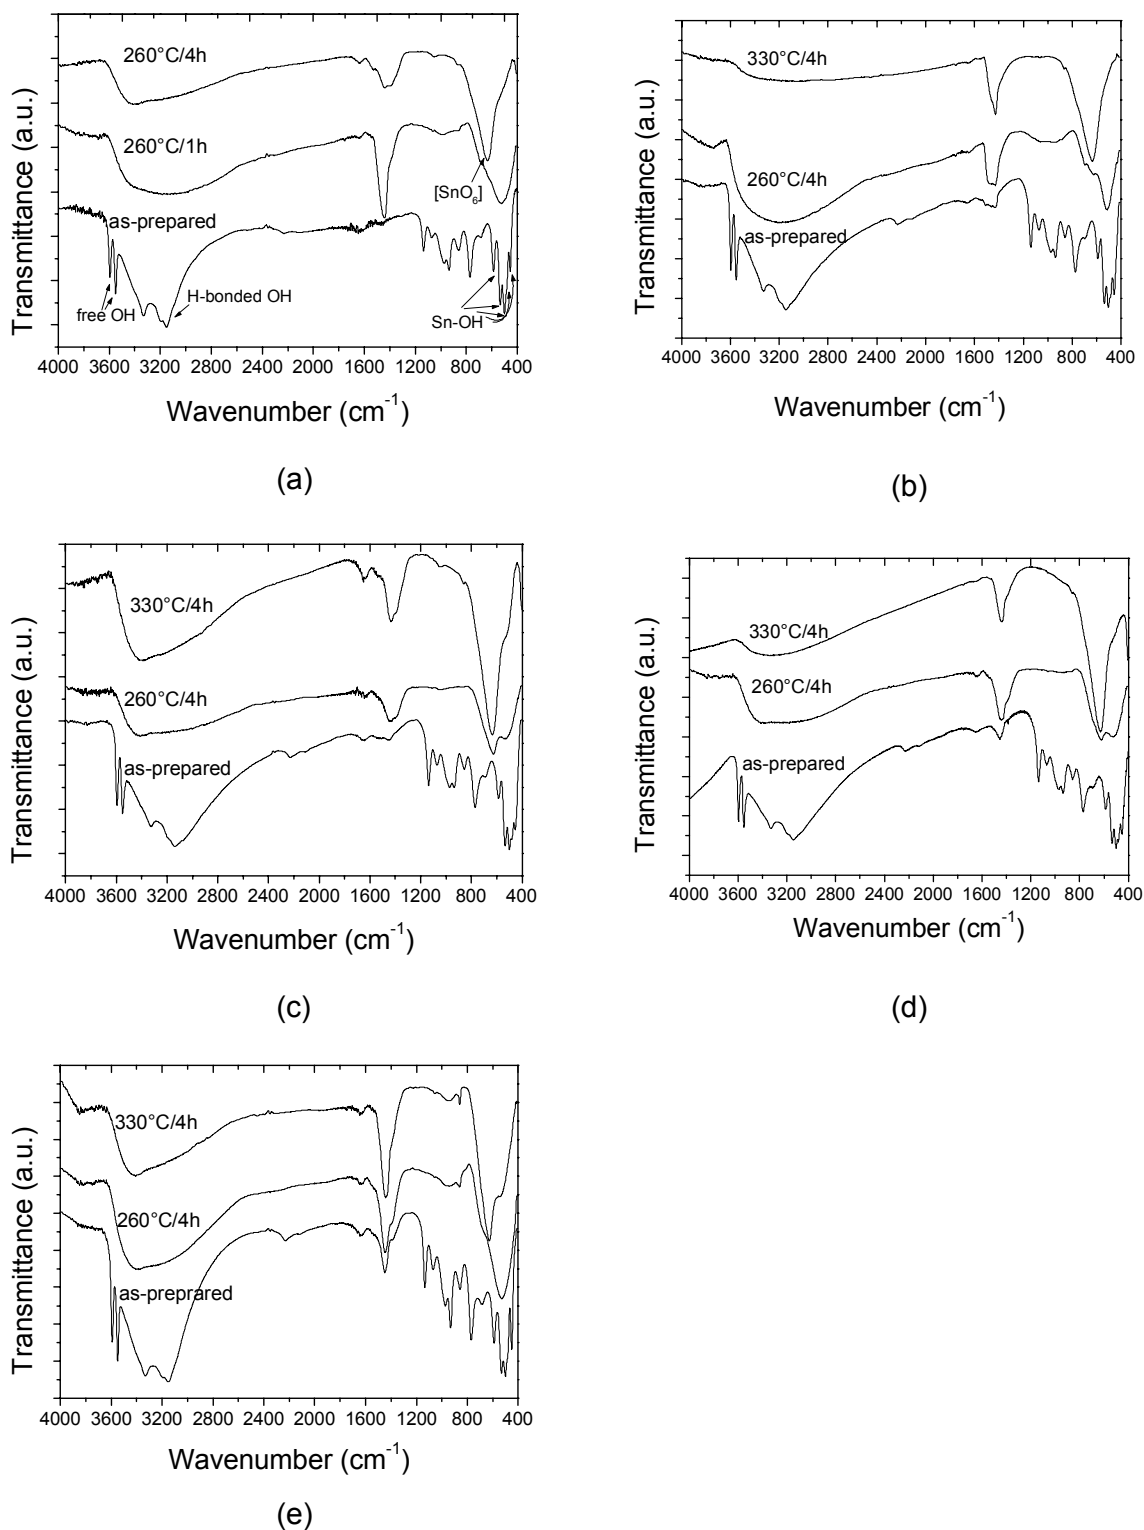 260°C/4h
260°C/1h
[SnO6]
as-prepared
free OH
H-bonded OH
Sn-OH
4000 3600 3200 2800 2400 2000 1600 1200 800 400
Transmittance (a.u.)
Wavenumber (cm-1)
(a)
330°C/4h
260°C/4h
as-prepared
4000 3600 3200 2800 2400 2000 1600 1200 800 400
Transmittance (a.u.)
Wavenumber (cm-1)
(b)
330°C/4h
260°C/4h
as-prepared
4000 3600 3200 2800 2400 2000 1600 1200 800 400
Transmittance (a.u.)
Wavenumber (cm-1)
(c)
330°C/4h
260°C/4h
as-prepared
4000 3600 3200 2800 2400 2000 1600 1200 800 400
Transmittance (a.u.)
Wavenumber (cm-1)
(d)
330°C/4h
260°C/4h
as-preprared
4000 3600 3200 2800 2400 2000 1600 1200 800 400
Transmittance (a.u.)
Wavenumber (cm-1)
(e)